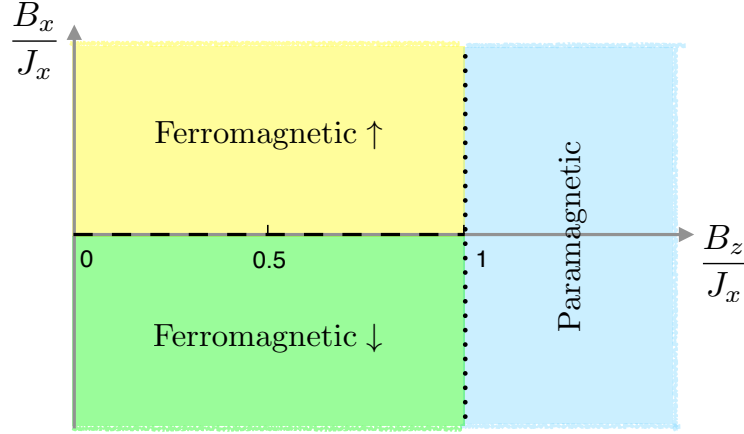 B_x
J_x
Ferromagnetic ↑
0
0.5
1
B_z
J_x
Paramagnetic
Ferromagnetic ↓